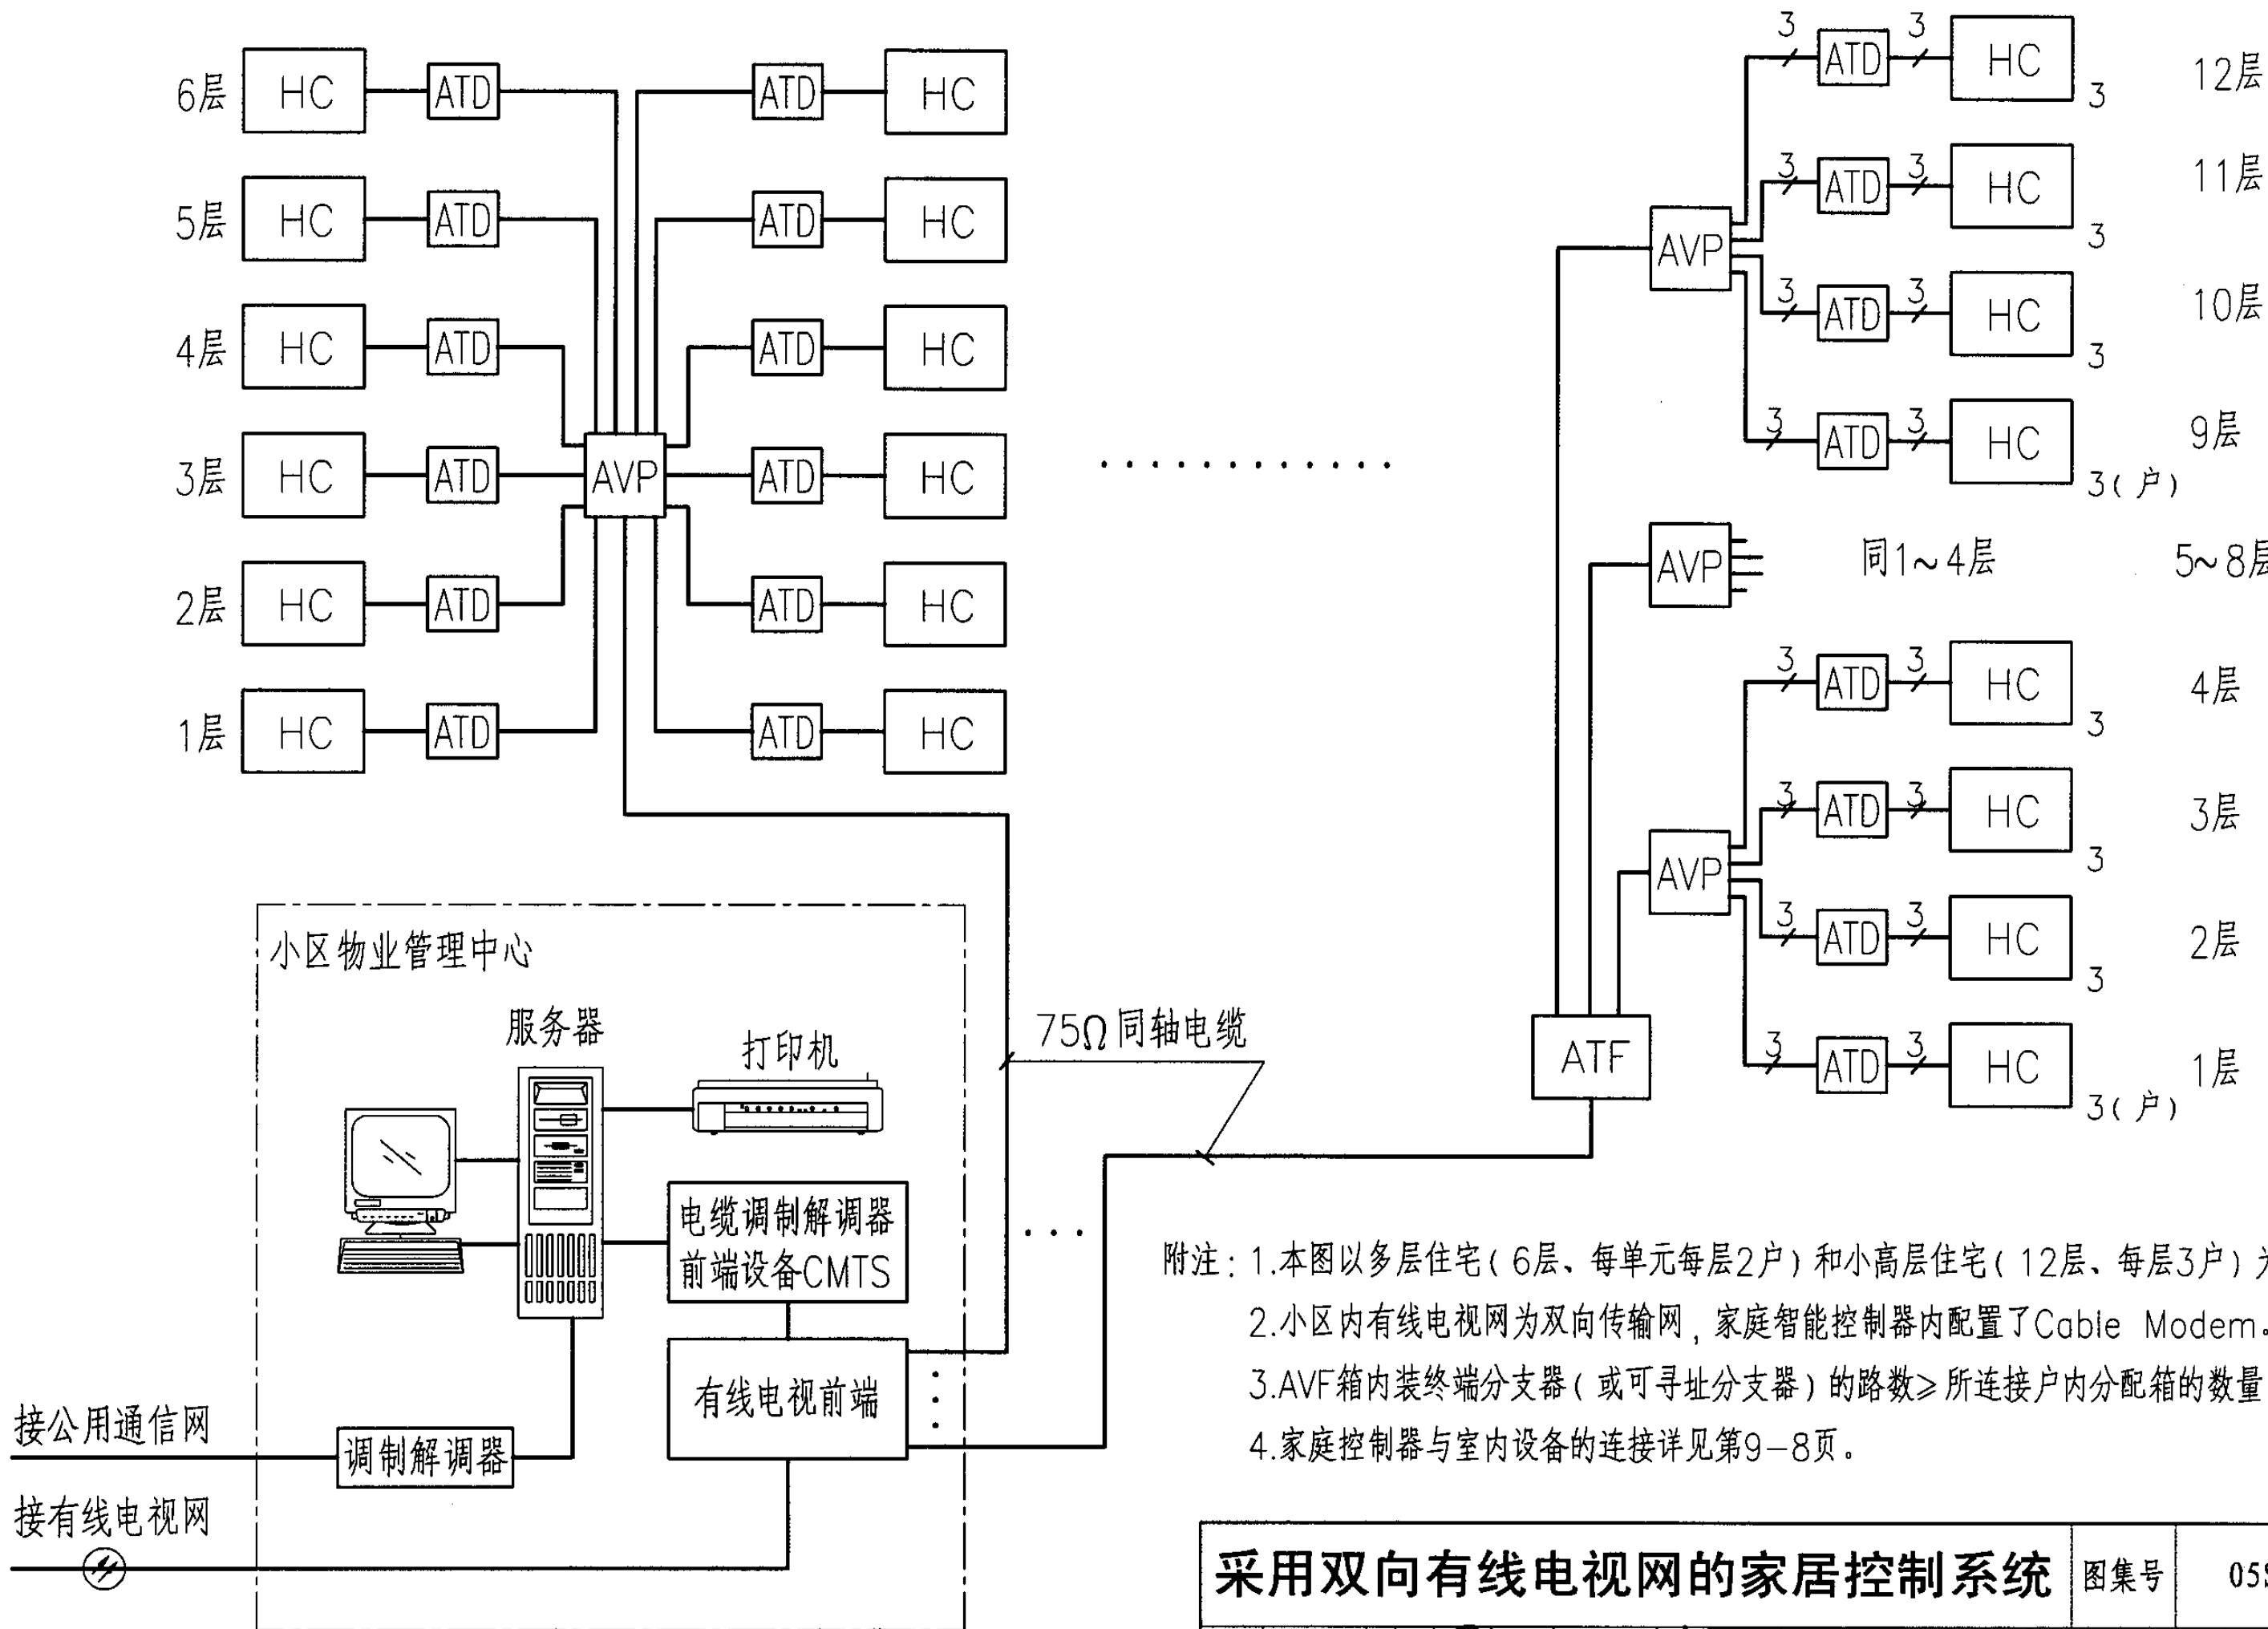 6层 HC ATD ATD HC
5层 HC ATD ATD HC
4层 HC ATD ATD HC
3层 HC ATD AVP ATD HC
2层 HC ATD ATD HC
1层 HC ATD ATD HC
············
3 ATD 3 HC 3 12层
3 ATD 3 HC 3 11层
AVP
3 ATD 3 HC 3 10层
3 ATD 3 HC 3(户) 9层
AVP 同1~4层 5~8层
3 ATD 3 HC 3 4层
3 ATD 3 HC 3 3层
AVP
3 ATD 3 HC 3 2层
3 ATD 3 HC 3(户) 1层
ATF
75Ω同轴电缆
小区物业管理中心
服务器
打印机
电缆调制解调器
前端设备CMTS
···
有线电视前端
接公用通信网
调制解调器
接有线电视网
附注：1.本图以多层住宅(6层、每单元每层2户)和小高层住宅(12层、每层3户)
2.小区内有线电视网为双向传输网，家庭智能控制器内配置了Cable Modem。
3.AVF箱内装终端分支器(或可寻址分支器)的路数≥所连接户内分配箱的数量
4.家庭控制器与室内设备的连接详见第9-8页。
采用双向有线电视网的家居控制系统 图集号 05